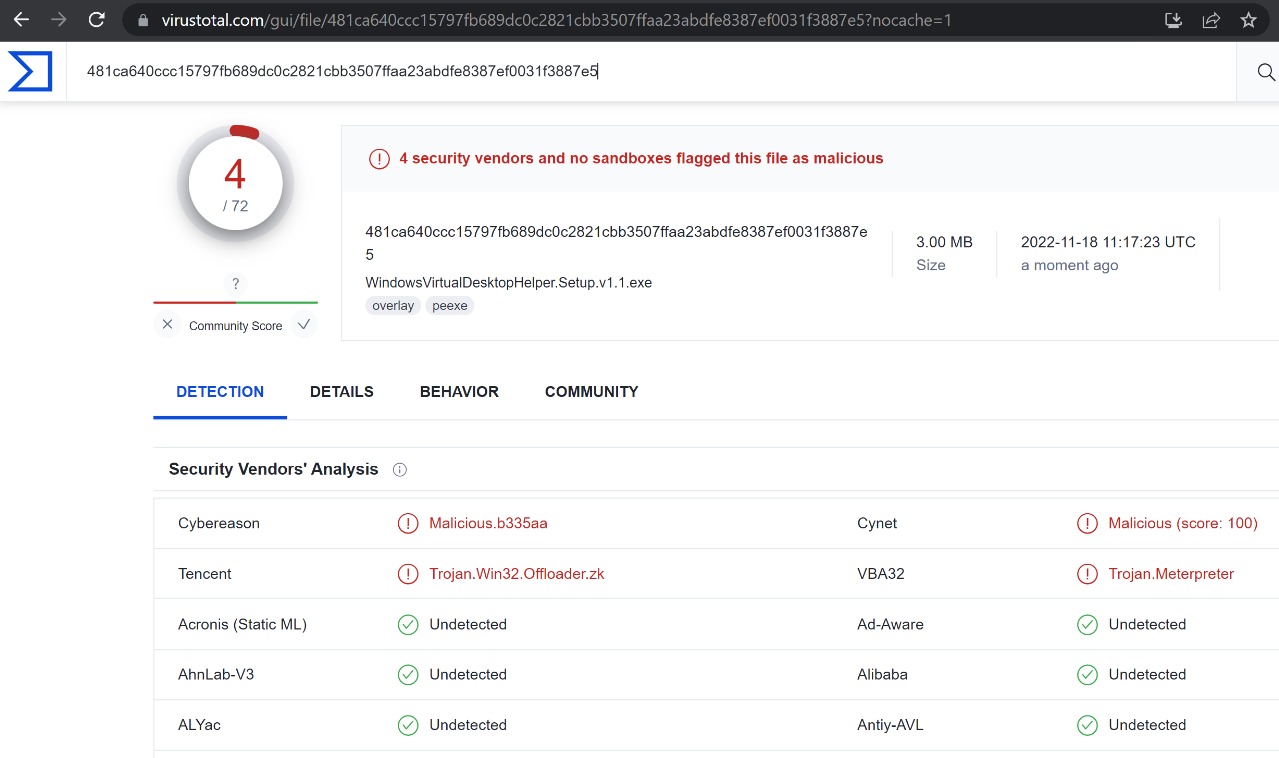 virustotal.com/gui/file/481ca640ccc15797fb689dc0c2821cbb3507ffaa23abdfe8387ef0031f3887e5?nocache=1
481ca640ccc15797fb689dc0c2821cbb3507ffaa23abdfe8387ef0031f3887e5
4
/ 72
?
Community Score
4 security vendors and no sandboxes flagged this file as malicious
481ca640ccc15797fb689dc0c2821cbb3507ffaa23abdfe8387ef0031f3887e
5
WindowsVirtualDesktopHelper.Setup.v1.1.exe
overlay peexe
3.00 MB
Size
2022-11-18 11:17:23 UTC
a moment ago
DETECTION DETAILS BEHAVIOR COMMUNITY
Security Vendors' Analysis
Cybereason Malicious.b335aa Cynet Malicious (score: 100)
Tencent Trojan.Win32.Offloader.zk VBA32 Trojan.Meterpreter
Acronis (Static ML) Undetected Ad-Aware Undetected
AhnLab-V3 Undetected Alibaba Undetected
ALYac Undetected Antiy-AVL Undetected